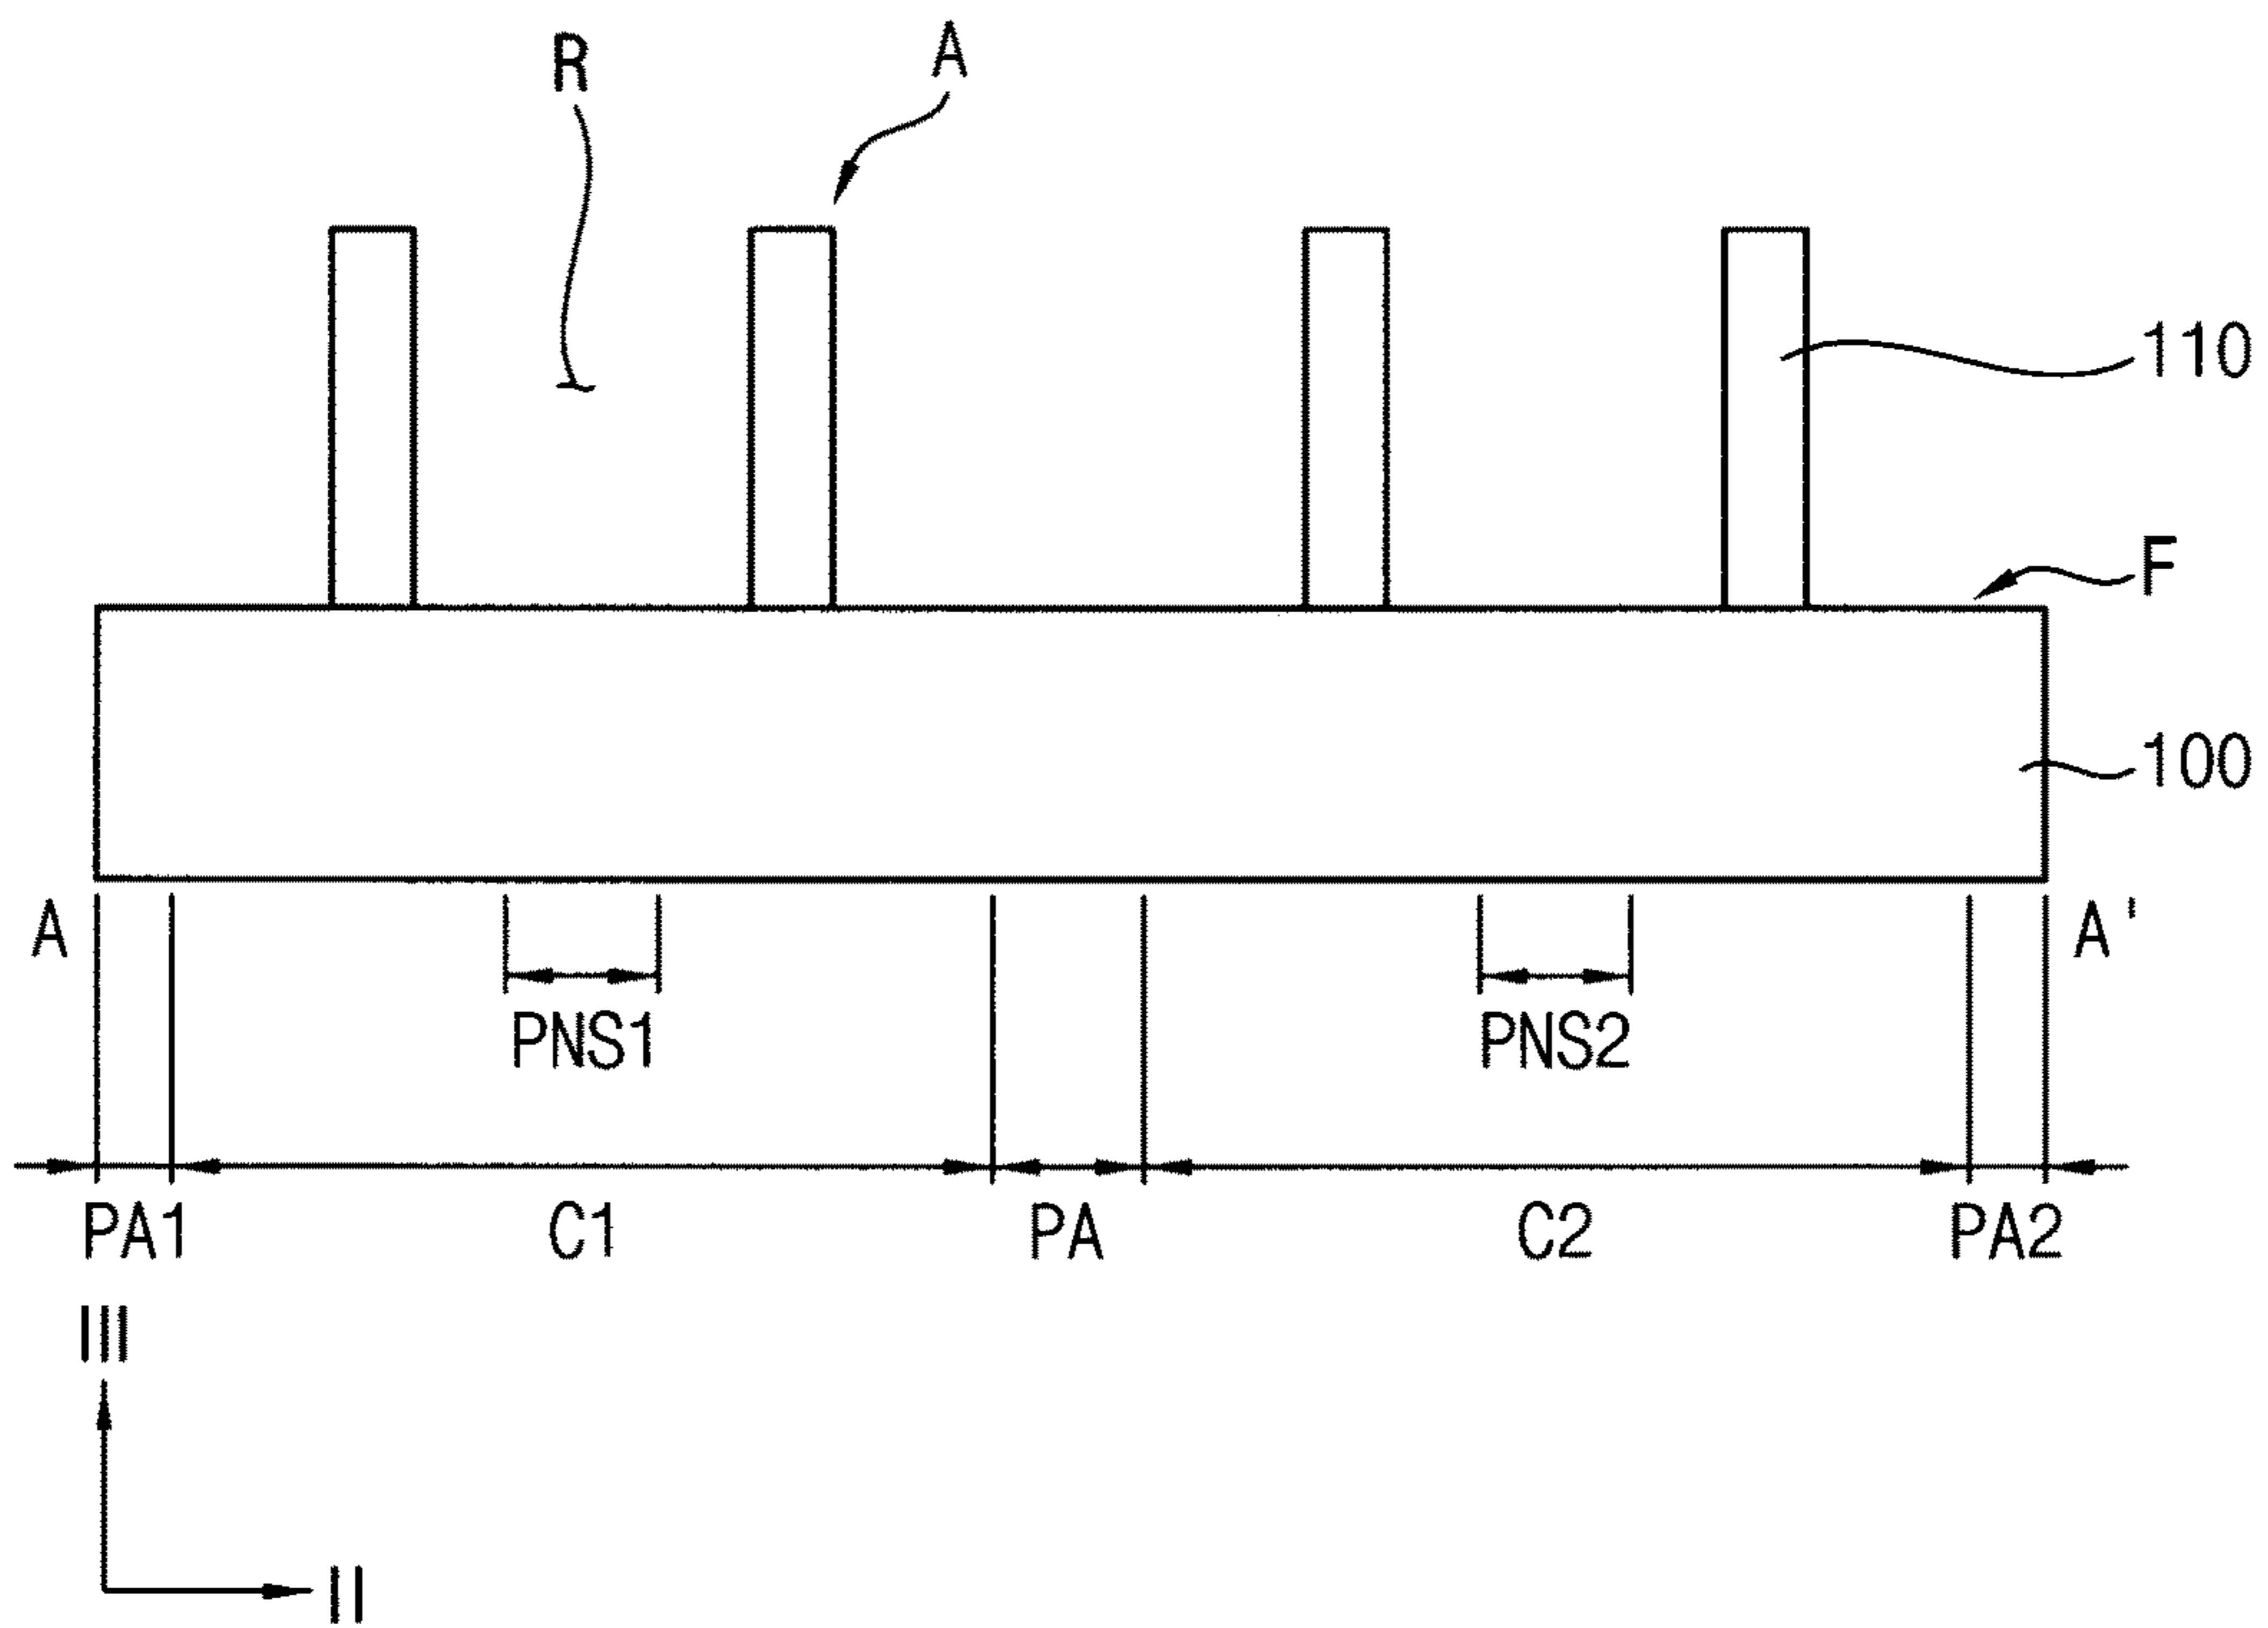 R A
110
F
100
A A'
PNS1 PNS2
PA1 C1 PA C2 PA2
III
II